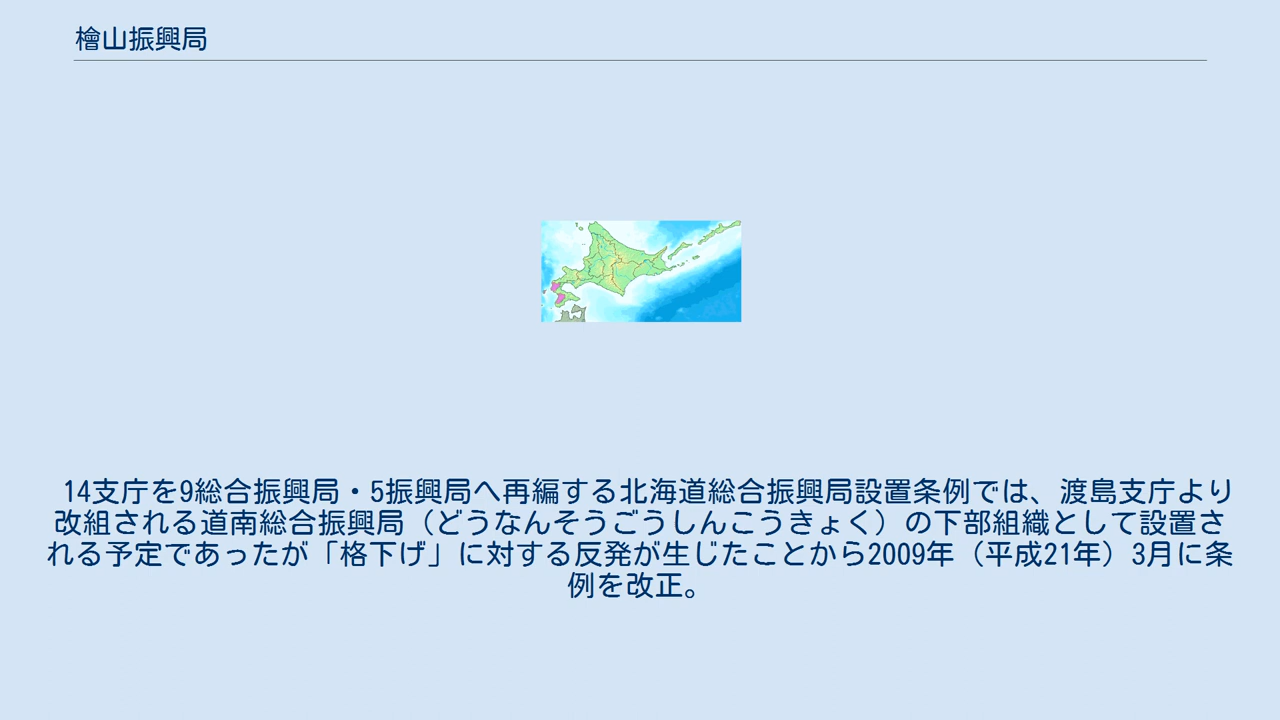 檜山振興局
14支庁を9総合振興局・5振興局へ再編する北海道総合振興局設置条例では、渡島支庁より
改組される道南総合振興局（どうなんそうごうしんこうきょく）の下部組織として設置さ
れる予定であったが「格下げ」に対する反発が生じたことから2009年（平成21年）3月に条
例を改正。